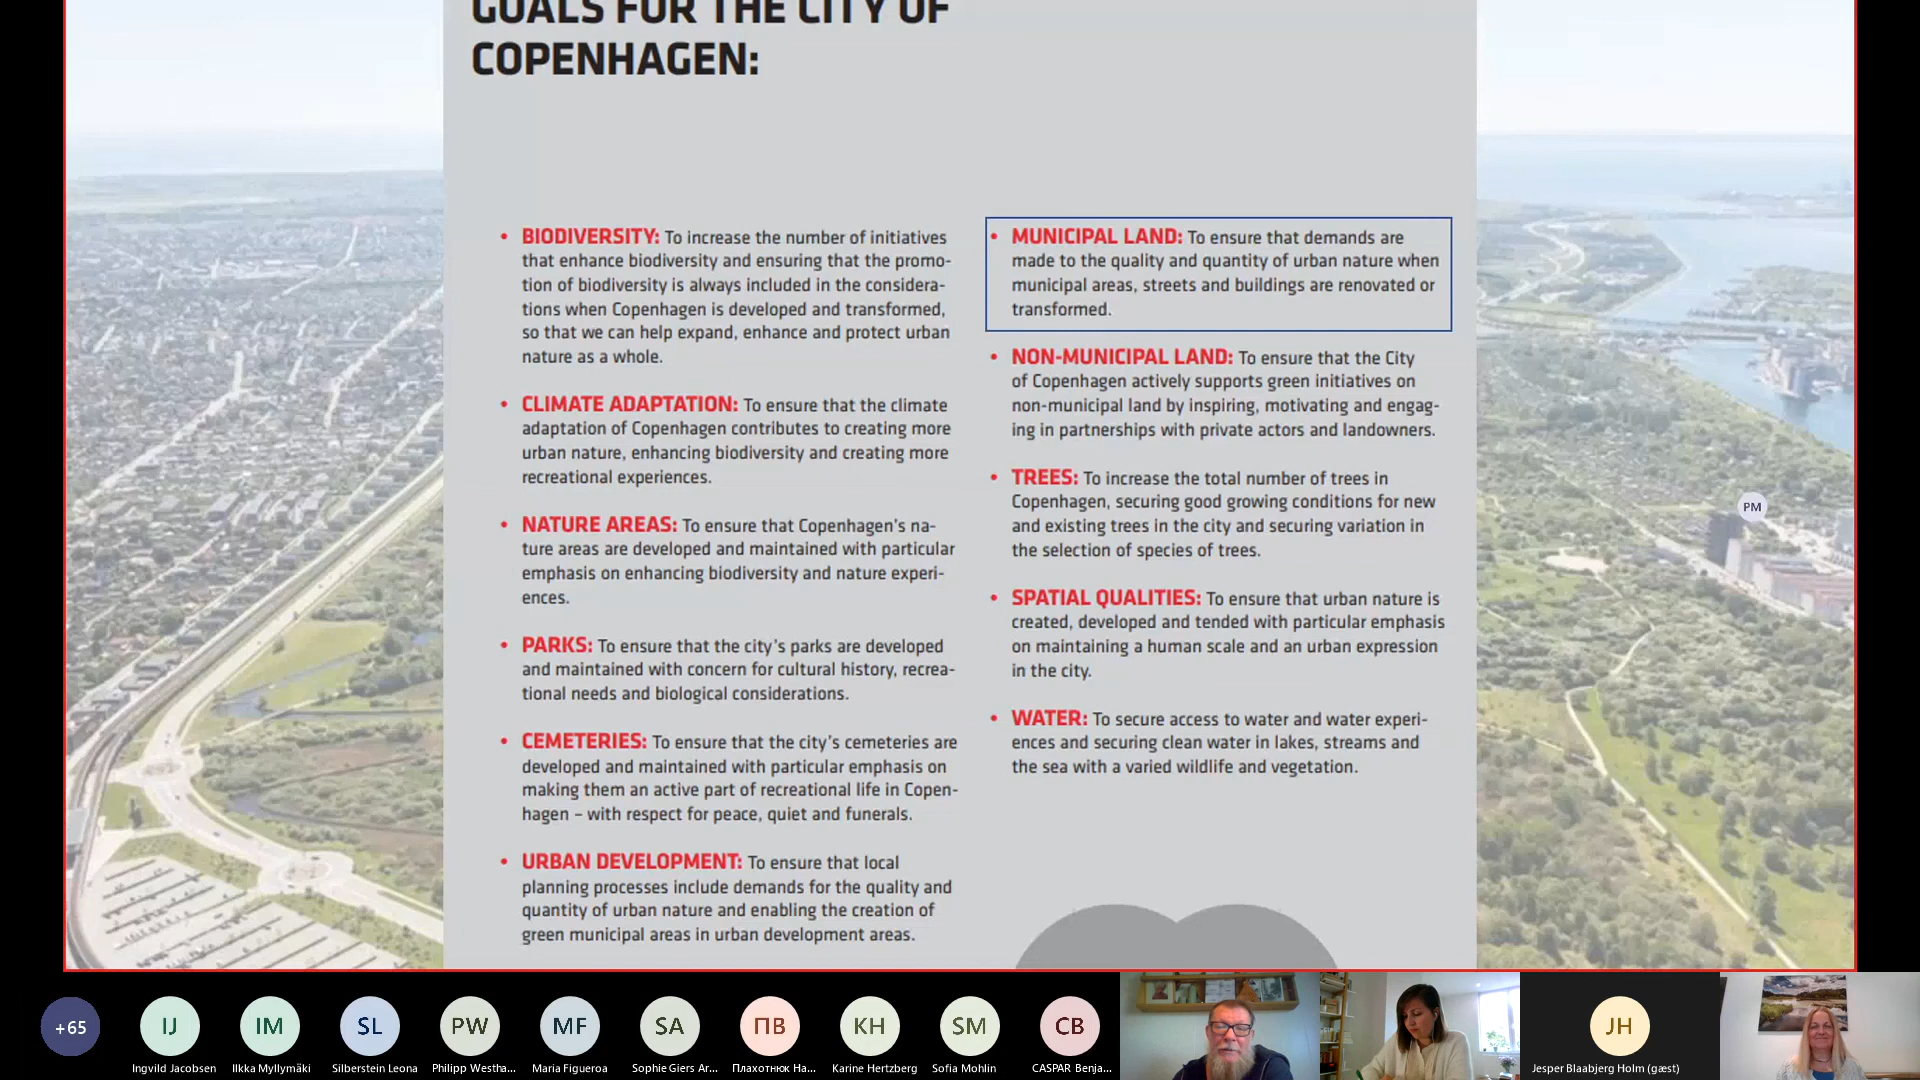 GOALS FOR THE CITY OF
COPENHAGEN:
• BIODIVERSITY: To increase the number of initiatives
that enhance biodiversity and ensuring that the promo-
tion of biodiversity is always included in the considera-
tions when Copenhagen is developed and transformed,
so that we can help expand, enhance and protect urban
nature as a whole.
• CLIMATE ADAPTATION: To ensure that the climate
adaptation of Copenhagen contributes to creating more
urban nature, enhancing biodiversity and creating more
recreational experiences.
• NATURE AREAS: To ensure that Copenhagen's na-
ture areas are developed and maintained with particular
emphasis on enhancing biodiversity and nature experi-
ences.
• PARKS: To ensure that the city's parks are developed
and maintained with concern for cultural history, recrea-
tional needs and biological considerations.
• CEMETERIES: To ensure that the city's cemeteries are
developed and maintained with particular emphasis on
making them an active part of recreational life in Copen-
hagen – with respect for peace, quiet and funerals.
• URBAN DEVELOPMENT: To ensure that local
planning processes include demands for the quality and
quantity of urban nature and enabling the creation of
green municipal areas in urban development areas.
• MUNICIPAL LAND: To ensure that demands are
made to the quality and quantity of urban nature when
municipal areas, streets and buildings are renovated or
transformed.
• NON-MUNICIPAL LAND: To ensure that the City
of Copenhagen actively supports green initiatives on
non-municipal land by inspiring, motivating and engag-
ing in partnerships with private actors and landowners.
• TREES: To increase the total number of trees in
Copenhagen, securing good growing conditions for new
and existing trees in the city and securing variation in
the selection of species of trees.
• SPATIAL QUALITIES: To ensure that urban nature is
created, developed and tended with particular emphasis
on maintaining a human scale and an urban expression
in the city.
• WATER: To secure access to water and water experi-
ences and securing clean water in lakes, streams and
the sea with a varied wildlife and vegetation.
PM
+65
IJ
IM
SL
PW
MF
SA
ПВ
KH
SM
CB
JH
Ingvild Jacobsen
Ilkka Myllymäki
Silberstein Leona
Philipp Westha...
Maria Figueroa
Sophie Giers Ar...
Плахотнюк На...
Karine Hertzberg
Sofia Mohlin
CASPAR Benja...
Jesper Blaabjerg Holm (gæst)